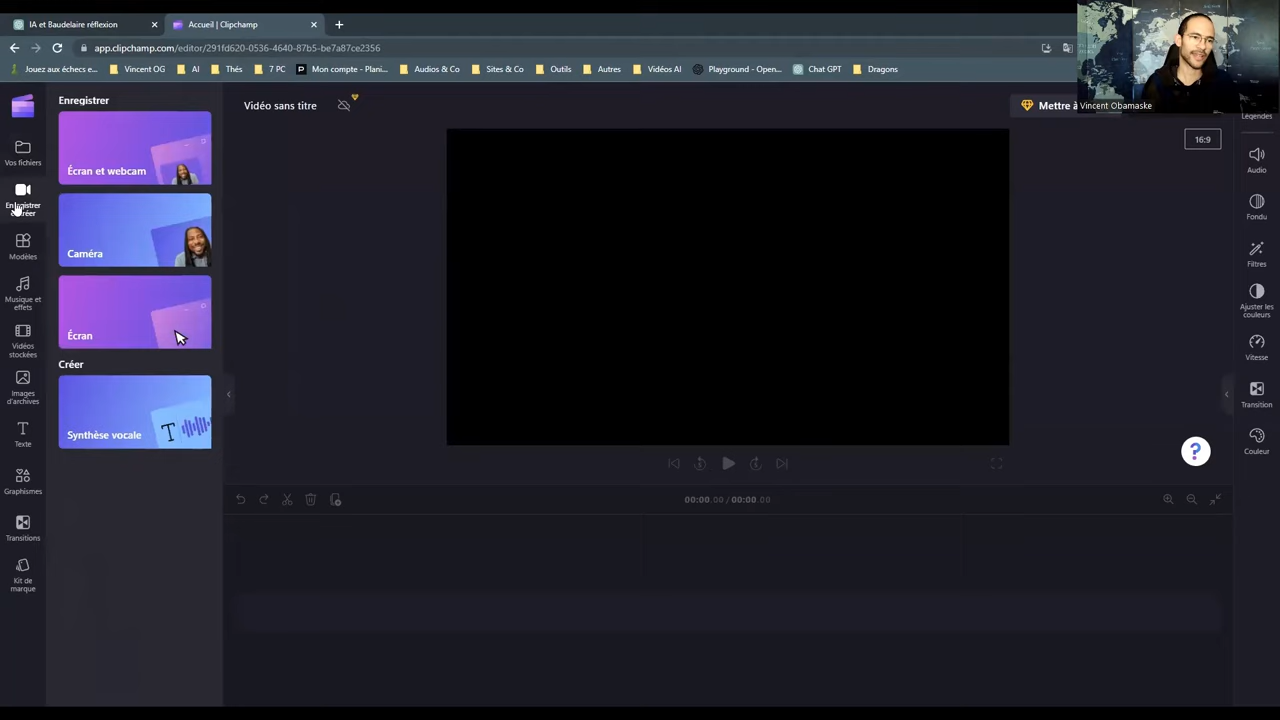 IA et Baudelaire réflexion
Accueil | Clipchamp
app.clipchamp.com/editor/291fd620-0536-4640-87b5-be7a87ce2356
Jouez aux échecs e...
Vincent OG
AI
Thés
7 PC
Mon compte - Plani...
Audios & Co
Sites & Co
Outils
Autres
Vidéos AI
Playground - Open...
Chat GPT
Dragons
Vincent Obamaske
Vos fichiers
Enregistrer
& créer
Modèles
Musique et
effets
Vidéos
stockées
Images
d'archives
Texte
Graphismes
Transitions
Kit de
marque
Enregistrer
Écran et webcam
Caméra
Écran
Créer
Synthèse vocale
T
Vidéo sans titre
Mettre à
16:9
?
00:00.00 / 00:00.00
Légendes
Audio
Fondu
Filtres
Ajuster les
couleurs
Vitesse
Transition
Couleur